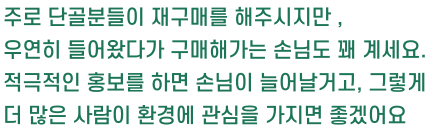 주로 단골분들이 재구매를 해주시지만 ,
우연히 들어왔다가 구매해가는 손님도 꽤 계세요.
적극적인 홍보를 하면 손님이 늘어날거고, 그렇게
더 많은 사람이 환경에 관심을 가지면 좋겠어요